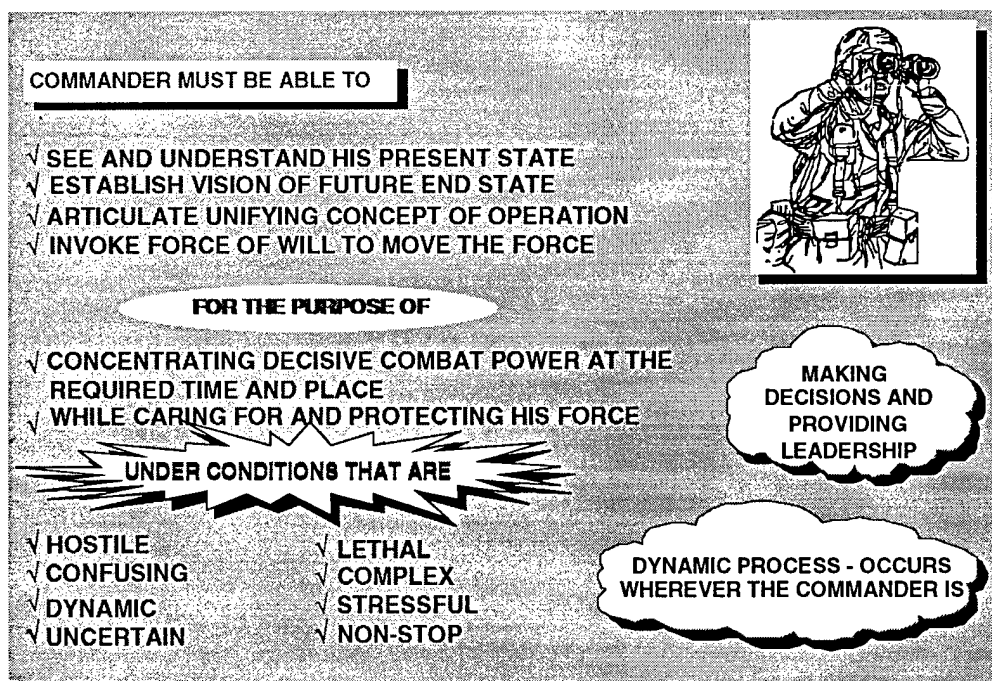 COMMANDER MUST BE ABLE TO
√ SEE AND UNDERSTAND HIS PRESENT STATE
√ ESTABLISH VISION OF FUTURE END STATE
√ ARTICULATE UNIFYING CONCEPT OF OPERATION
√ INVOKE FORCE OF WILL TO MOVE THE FORCE
FOR THE PURPOSE OF
√ CONCENTRATING DECISIVE COMBAT POWER AT THE
REQUIRED TIME AND PLACE
√ WHILE CARING FOR AND PROTECTING HIS FORCE
UNDER CONDITIONS THAT ARE
√ HOSTILE
√ CONFUSING
√ DYNAMIC
√ UNCERTAIN
√ LETHAL
√ COMPLEX
√ STRESSFUL
√ NON-STOP
MAKING
DECISIONS AND
PROVIDING
LEADERSHIP
DYNAMIC PROCESS - OCCURS
WHEREVER THE COMMANDER IS